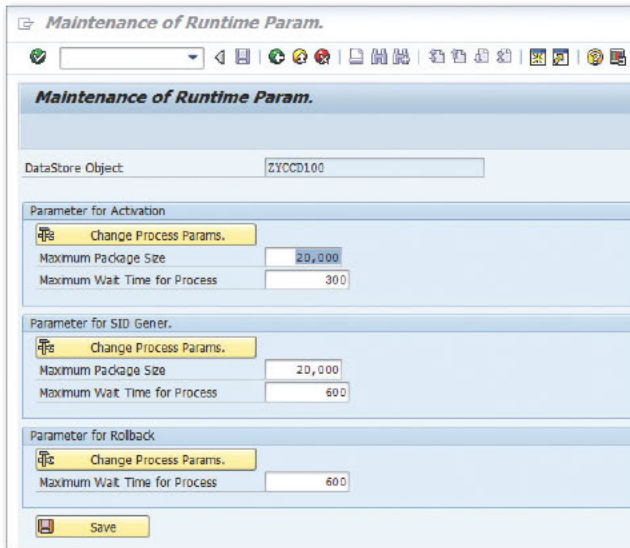 Maintenance of Runtime Param.
Maintenance of Runtime Param.
DataStore Object ZYCCD100
Parameter for Activation
Change Process Params.
Maximum Package Size 20,000
Maximum Wait Time for Process 300
Parameter for SID Gener.
Change Process Params.
Maximum Package Size 20,000
Maximum Wait Time for Process 600
Parameter for Rollback
Change Process Params.
Maximum Wait Time for Process 600
Save